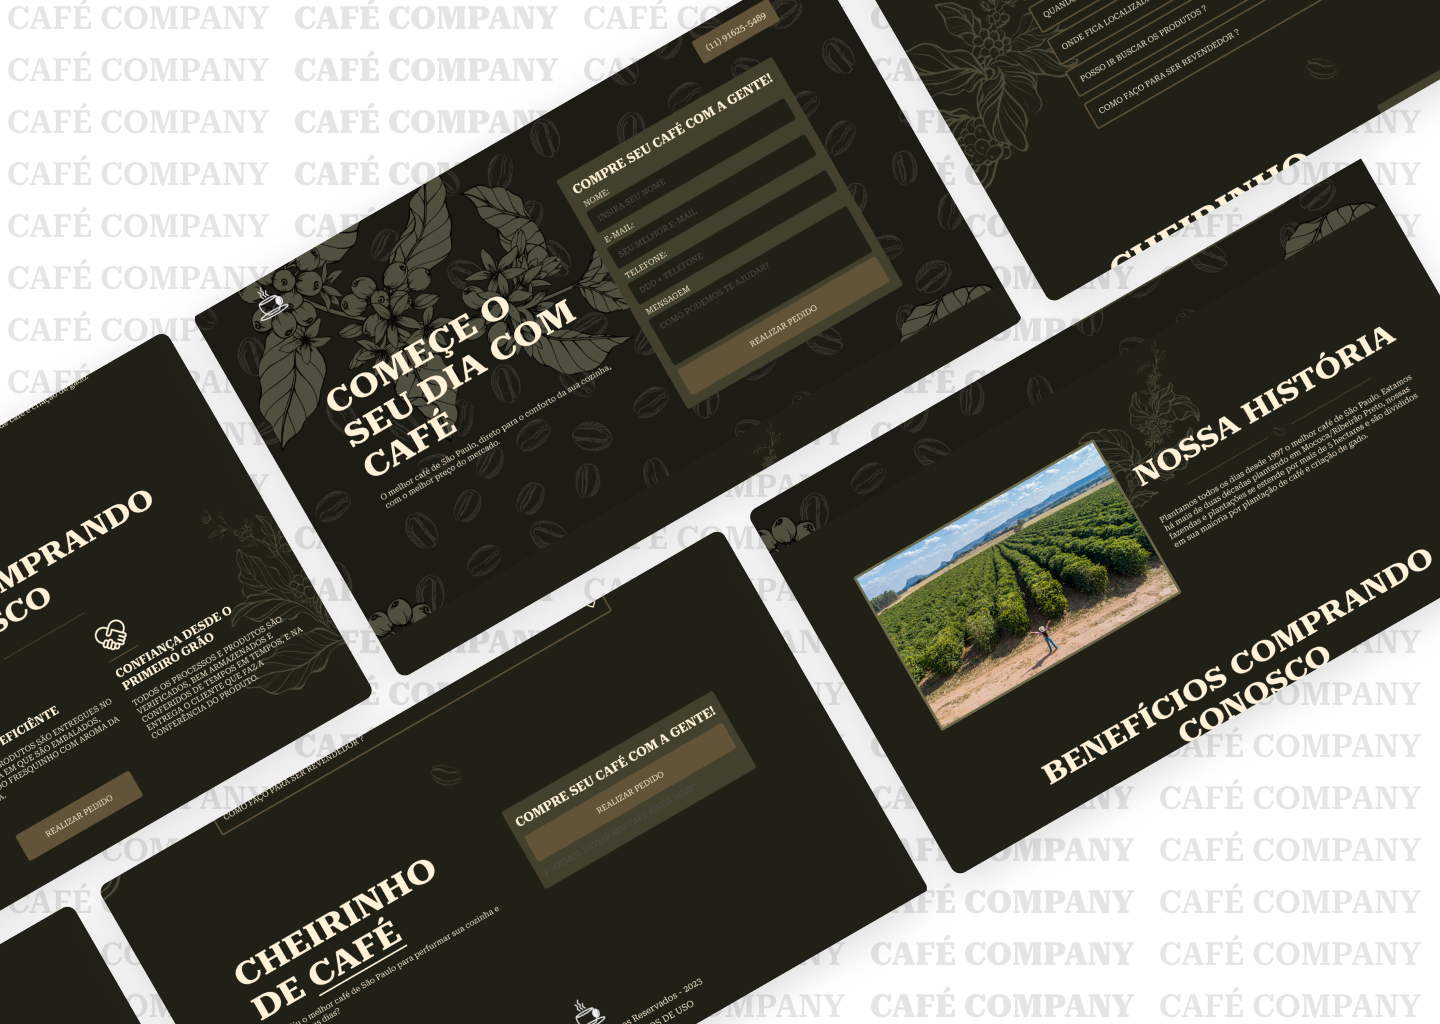 CAFÉ COMPANY CAFÉ COMPANY
CAFÉ COMPANY CAFÉ COMPANY
CAFÉ COMPANY CAFÉ COMPANY
CAFÉ COMPANY
CAFÉ COMPANY
CAFÉ COMPANY
CAFÉ
(11) 91625-5489
COMPRE SEU CAFÉ COM A GENTE!
NOME:
INSIRA SEU NOME
E-MAIL:
SEU MELHOR E-MAIL
TELEFONE:
DDD + TELEFONE
MENSAGEM
COMO PODEMOS TE AJUDAR?
REALIZAR PEDIDO
COMEÇE O
SEU DIA COM
CAFÉ
O melhor café de São Paulo, direto para o conforto da sua cozinha,
com o melhor preço do mercado.
ONDE FICA LOCALIZADA
POSSO IR BUSCAR OS PRODUTOS ?
COMO FAÇO PARA SER REVENDEDOR ?
CHEIRINHO
NOSSA HISTÓRIA
Plantamos todos os dias desde 1997 o melhor café de São Paulo. Estamos
há mais de duas décadas plantando em Mococa/Ribeirão Preto, nossas
fazendas e plantações se estende por mais de 5 hectares e são divididos
em sua maioria por plantação de café e criação de gado.
BENEFÍCIOS COMPRANDO
CONOSCO
MPRANDO
SCO
CONFIANÇA DESDE O
PRIMEIRO GRÃO
TODOS OS PROCESSOS E PRODUTOS SÃO
VERIFICADOS, BEM ARMAZENADOS E
CONFERIDOS DE TEMPOS EM TEMPOS, E NA
ENTREGA O CLIENTE QUE FAZ A
CONFERÊNCIA DO PRODUTO.
EFICIÊNTE
RODUTOS SÃO ENTREGUES NO
A EM QUE SÃO EMBALADOS,
DO FRESQUINHO COM AROMA DA
REALIZAR PEDIDO
COMO FAÇO PARA SER REVENDEDOR ?
COMPRE SEU CAFÉ COM A GENTE!
REALIZAR PEDIDO
CHEIRINHO
DE CAFÉ
o melhor café de São Paulo para perfurmar sua cozinha e
dias?
os Reservados - 2023
OS DE USO
CAFÉ COMPANY
CAFÉ COMPANY
CAFÉ COMPANY
CAFÉ COMPANY CAFÉ COMPANY
CAFÉ COMPANY CAFÉ COMPANY
CAFÉ COMPANY CAFÉ COMPANY